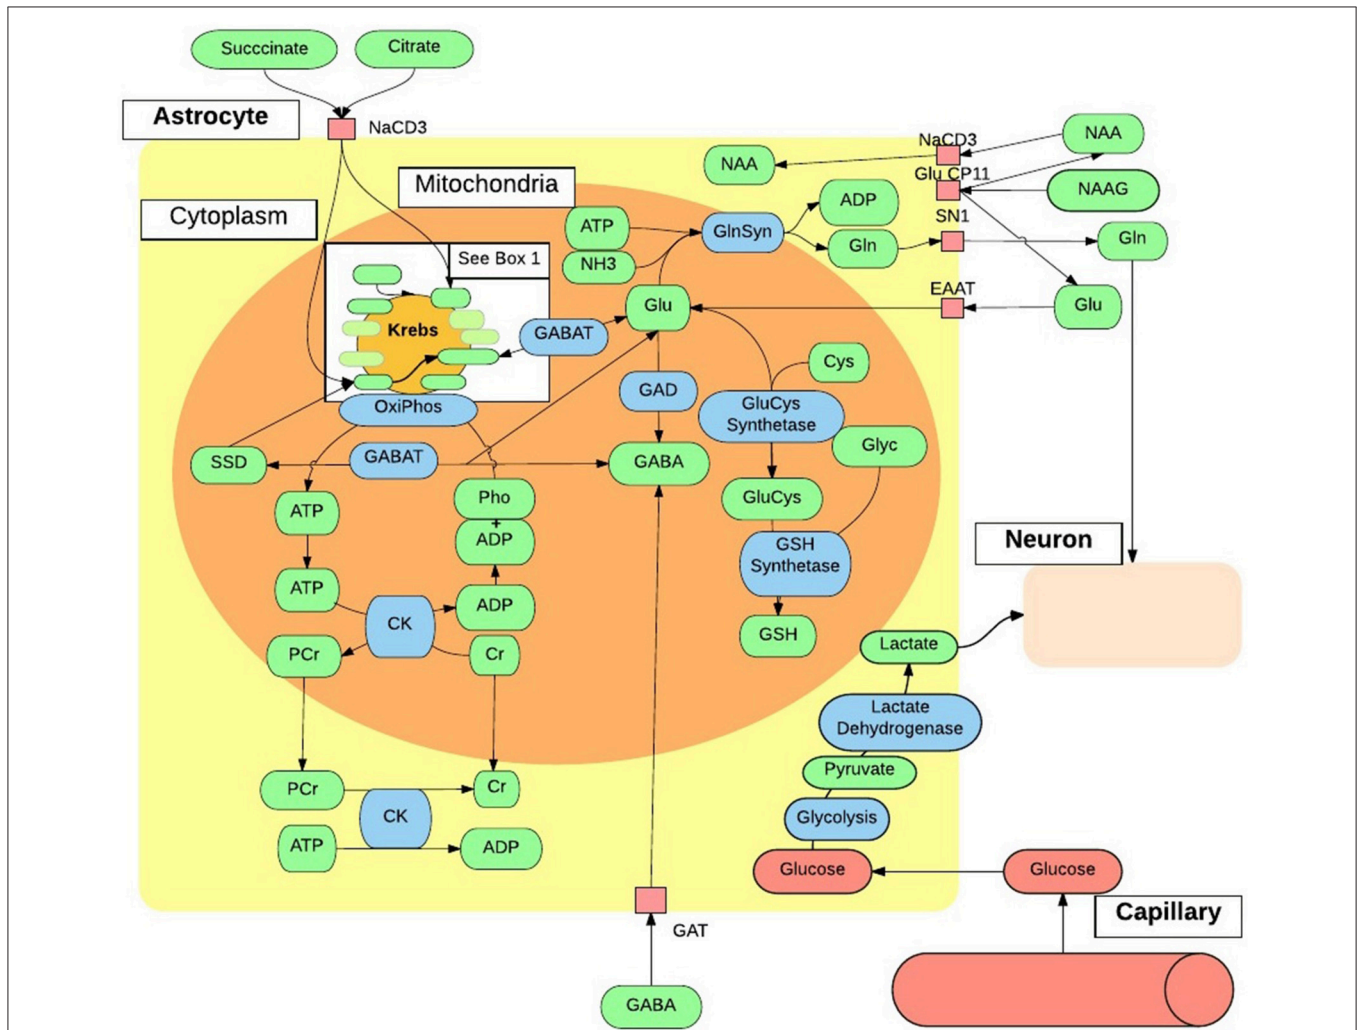 Succcinate
Citrate
Astrocyte
NaCD3
NaCD3
NAA
NAA
Mitochondria
Glu CP11
NAAG
Cytoplasm
ATP
GlnSyn
ADP
SN1
Gln
Gln
NH3
See Box 1
Glu
EAAT
Glu
Krebs
GABAT
Cys
GAD
GluCys
Synthetase
OxiPhos
Glyc
SSD
GABAT
GABA
Pho
+
ADP
GluCys
ATP
GSH
Synthetase
Neuron
ATP
CK
ADP
GSH
PCr
Cr
Lactate
Lactate
Dehydrogenase
Pyruvate
PCr
Cr
CK
Glycolysis
ATP
ADP
Glucose
Glucose
Capillary
GAT
GABA